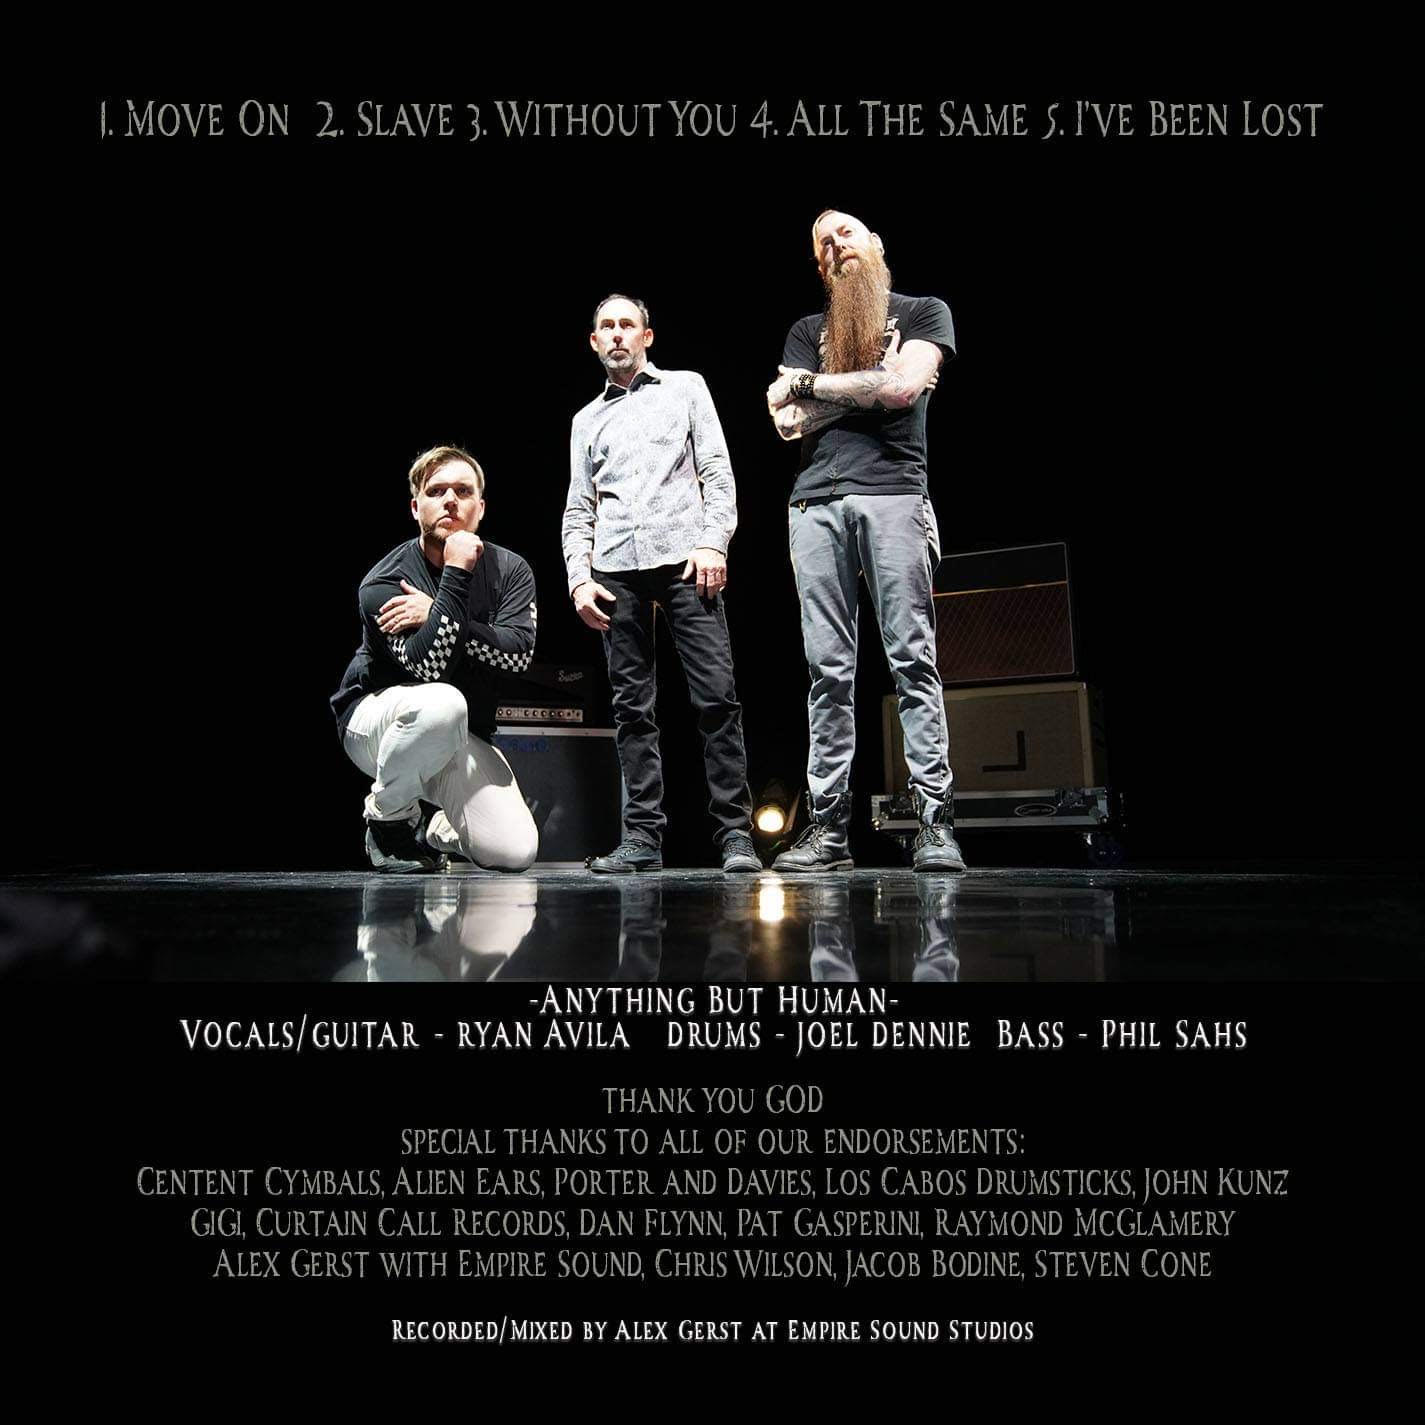 1. Move On 2. Slave 3. Without You 4. All The Same 5. I've Been Lost
Supro
-Anything But Human-
Vocals/guitar - Ryan Avila drums - Joel Dennie Bass - Phil Sahs
Thank you GOD
Special thanks to all of our endorsements:
Centent Cymbals, Alien Ears, Porter and Davies, Los Cabos Drumsticks, John Kunz
GiGi, Curtain Call Records, Dan Flynn, Pat Gasperini, Raymond McGlamery
Alex Gerst with Empire Sound, Chris Wilson, Jacob Bodine, Steven Cone
Recorded/Mixed by Alex Gerst at Empire Sound Studios